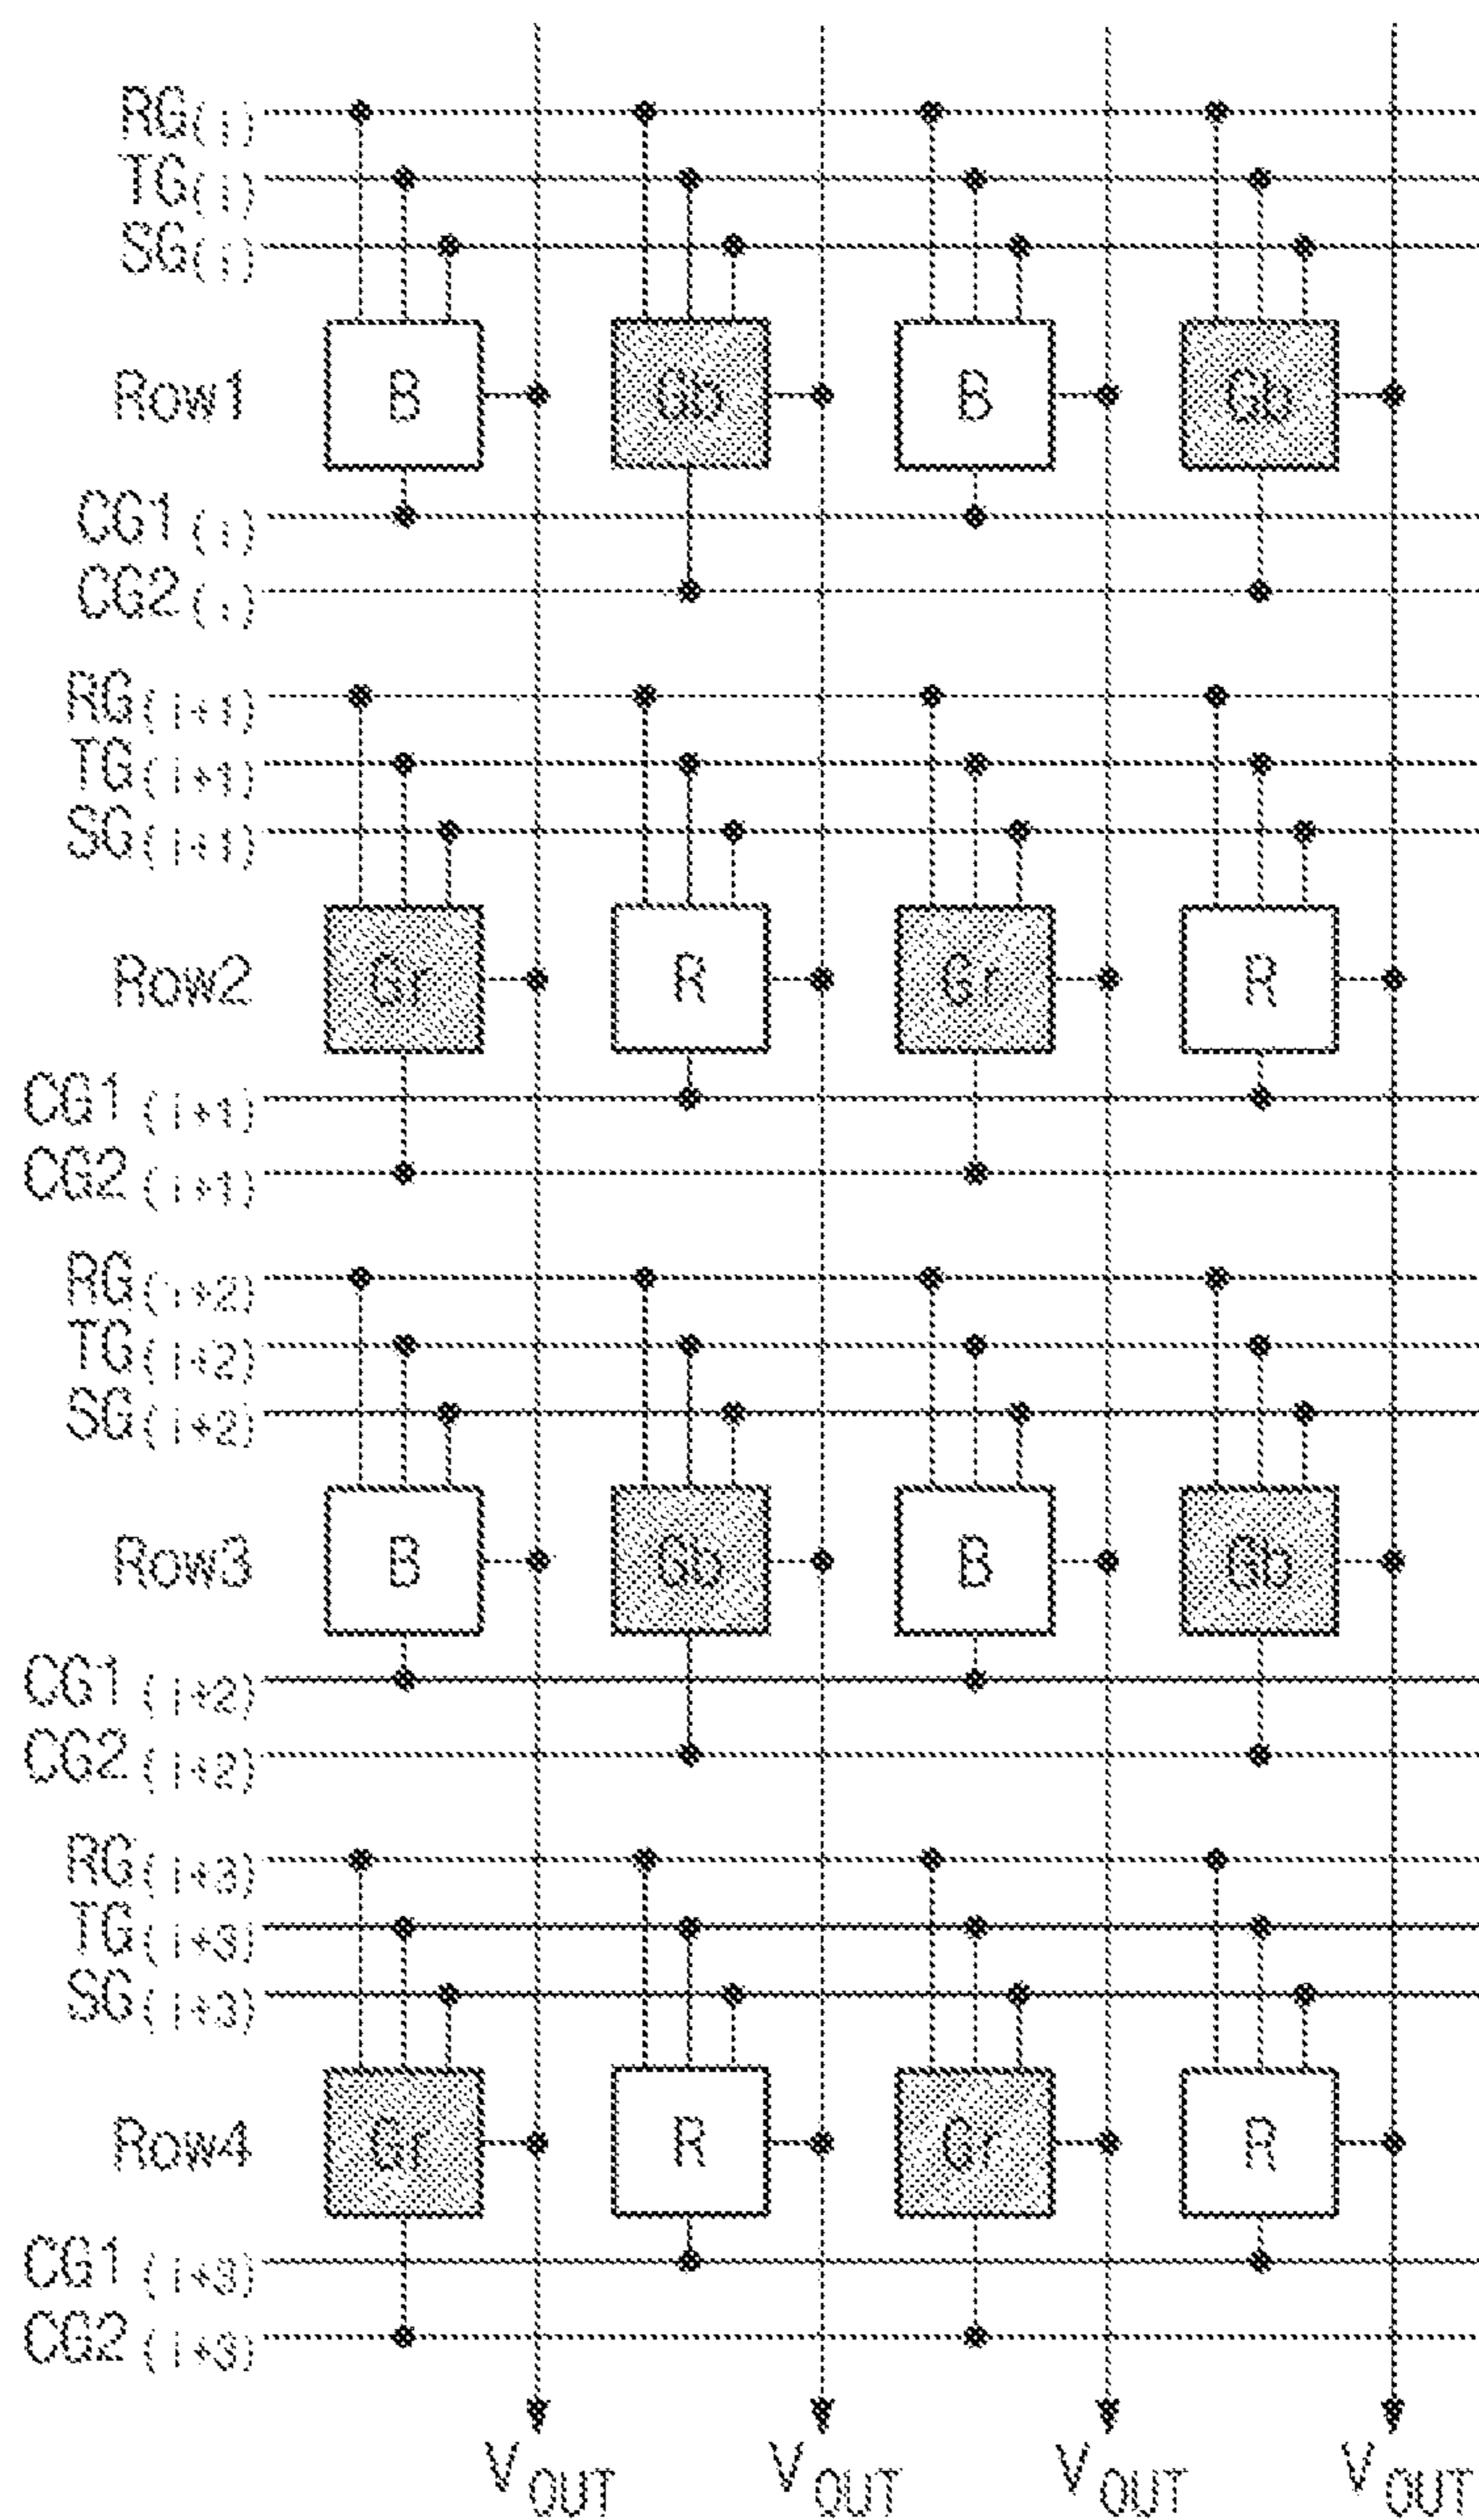 RG(i)
TG(i)
SG(i)
Row1 B Gb B Gb
CG1(i)
CG2(i)
RG(i+1)
TG(i+1)
SG(i+1)
Row2 Gr R Gr R
CG1(i+1)
CG2(i+1)
RG(i+2)
TG(i+2)
SG(i+2)
Row3 B Gb B Gb
CG1(i+2)
CG2(i+2)
RG(i+3)
TG(i+3)
SG(i+3)
Row4 Gr R Gr R
CG1(i+3)
CG2(i+3)
VOUT VOUT VOUT VOUT